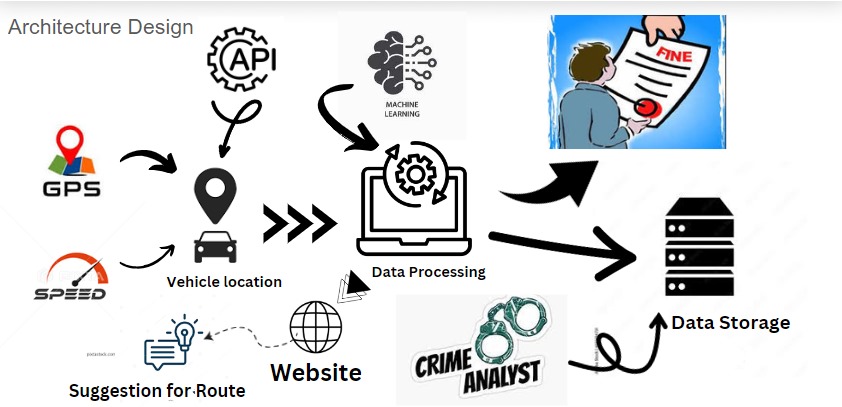 Architecture Design
API
MACHINE
LEARNING
FINE
GPS
SPEED
Vehicle location
Data Processing
Data Storage
Website
Suggestion for Route
CRIME
ANALYST